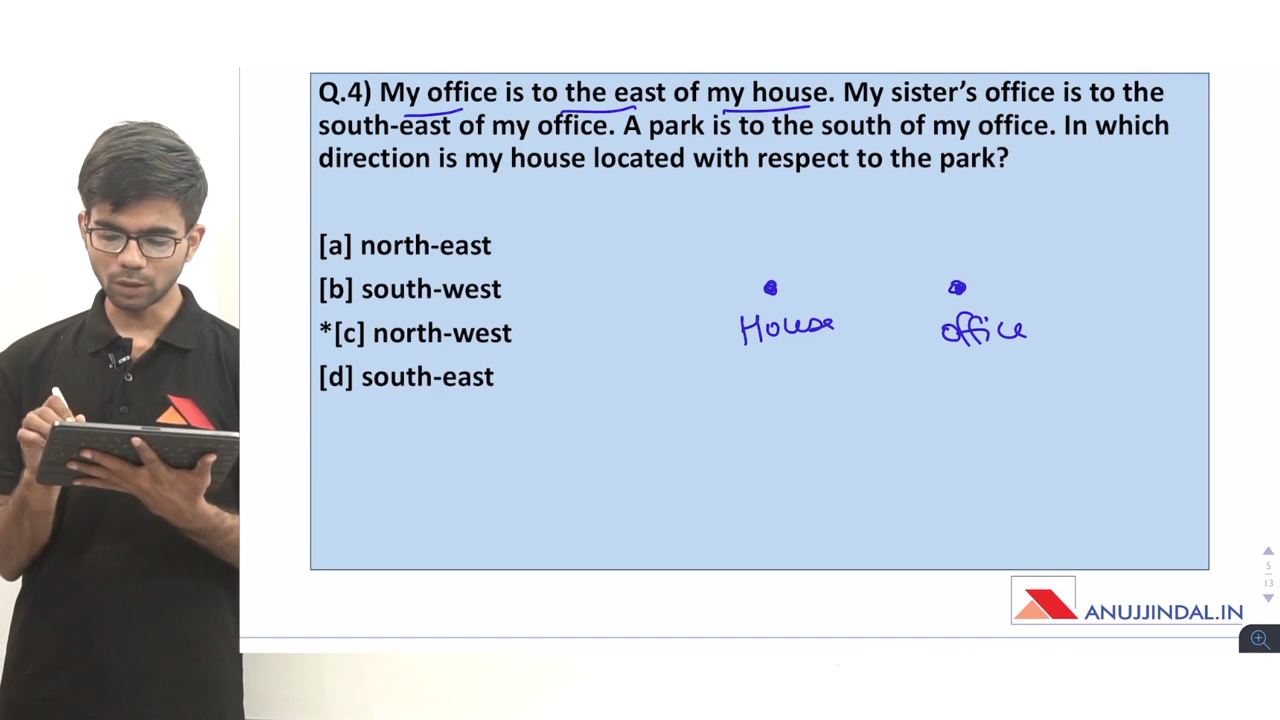 Q.4) My office is to the east of my house. My sister's office is to the
south-east of my office. A park is to the south of my office. In which
direction is my house located with respect to the park?
[a] north-east
[b] south-west
*[c] north-west
[d] south-east
House
office
5
13
ANUJJINDAL.IN